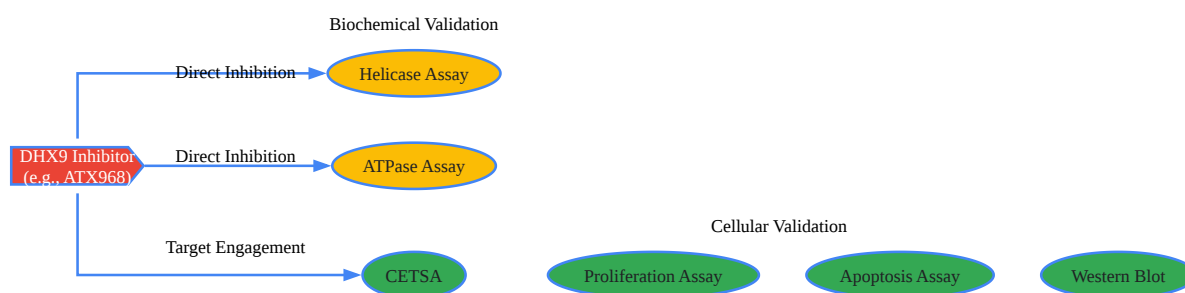 Biochemical Validation
Direct Inhibition
Helicase Assay
DHX9 Inhibitor
(e.g., ATX968)
Direct Inhibition
ATPase Assay
Cellular Validation
Target Engagement
CETSA
Proliferation Assay
Apoptosis Assay
Western Blot